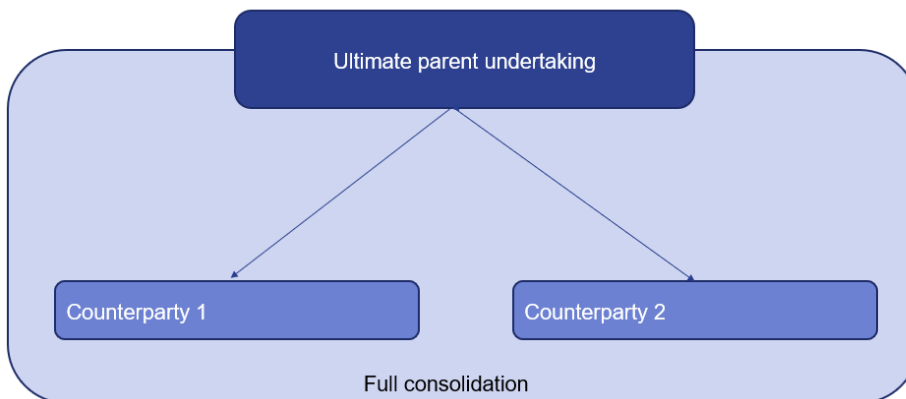 Ultimate parent undertaking
Counterparty 1
Counterparty 2
Full consolidation